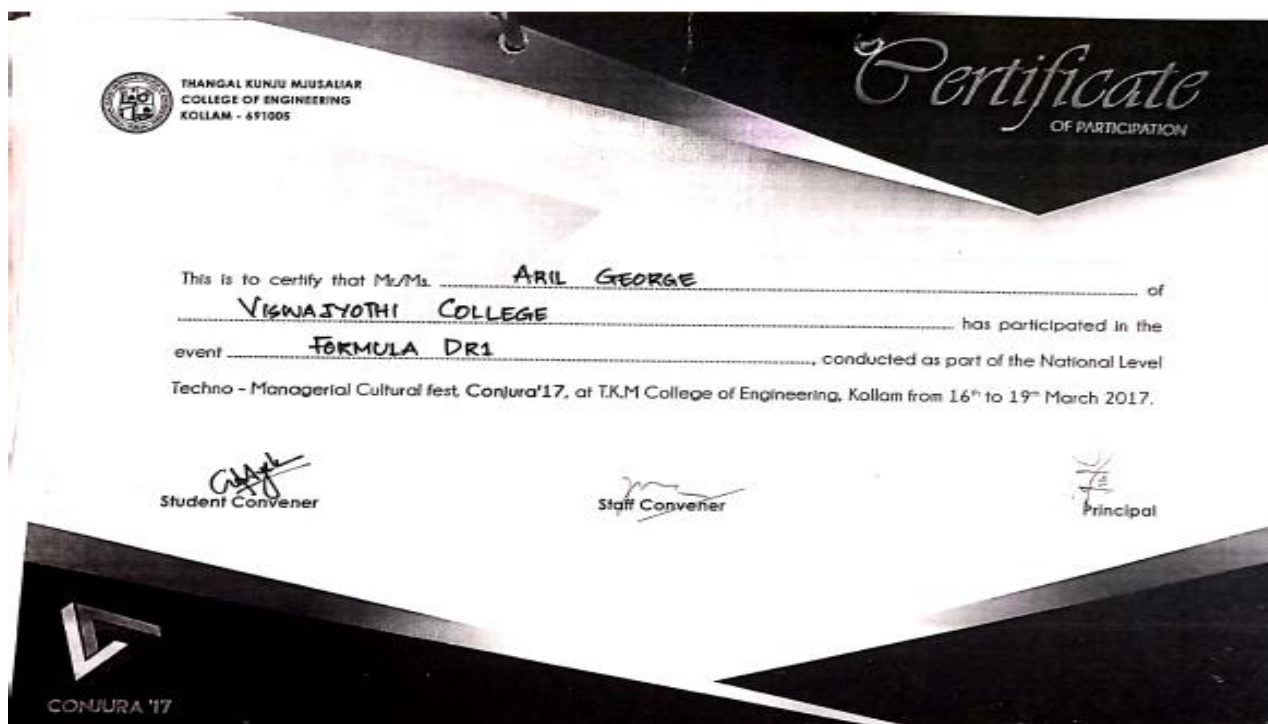 THANGAL KUNJU MUUSALIAR
COLLEGE OF ENGINEERING
KOLLAM - 691005
Certificate
OF PARTICIPATION
This is to certify that Mr./Ms. ARIL GEORGE of
VISWAJYOTHI COLLEGE has participated in the
event FORMULA DR1, conducted as part of the National Level
Techno - Managerial Cultural fest, Conjura'17, at T.K.M College of Engineering, Kollam from 16th to 19th March 2017.
Student Convener
Staff Convener
Principal
CONJURA '17